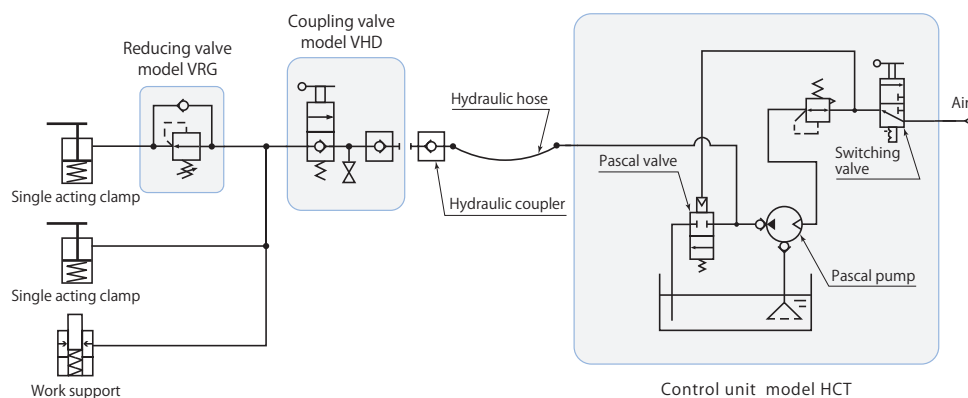 Coupling valve
model VHD
Reducing valve
model VRG
Hydraulic hose
Air
Switching
valve
Pascal valve
Single acting clamp
Hydraulic coupler
Pascal pump
Single acting clamp
Work support
Control unit model HCT